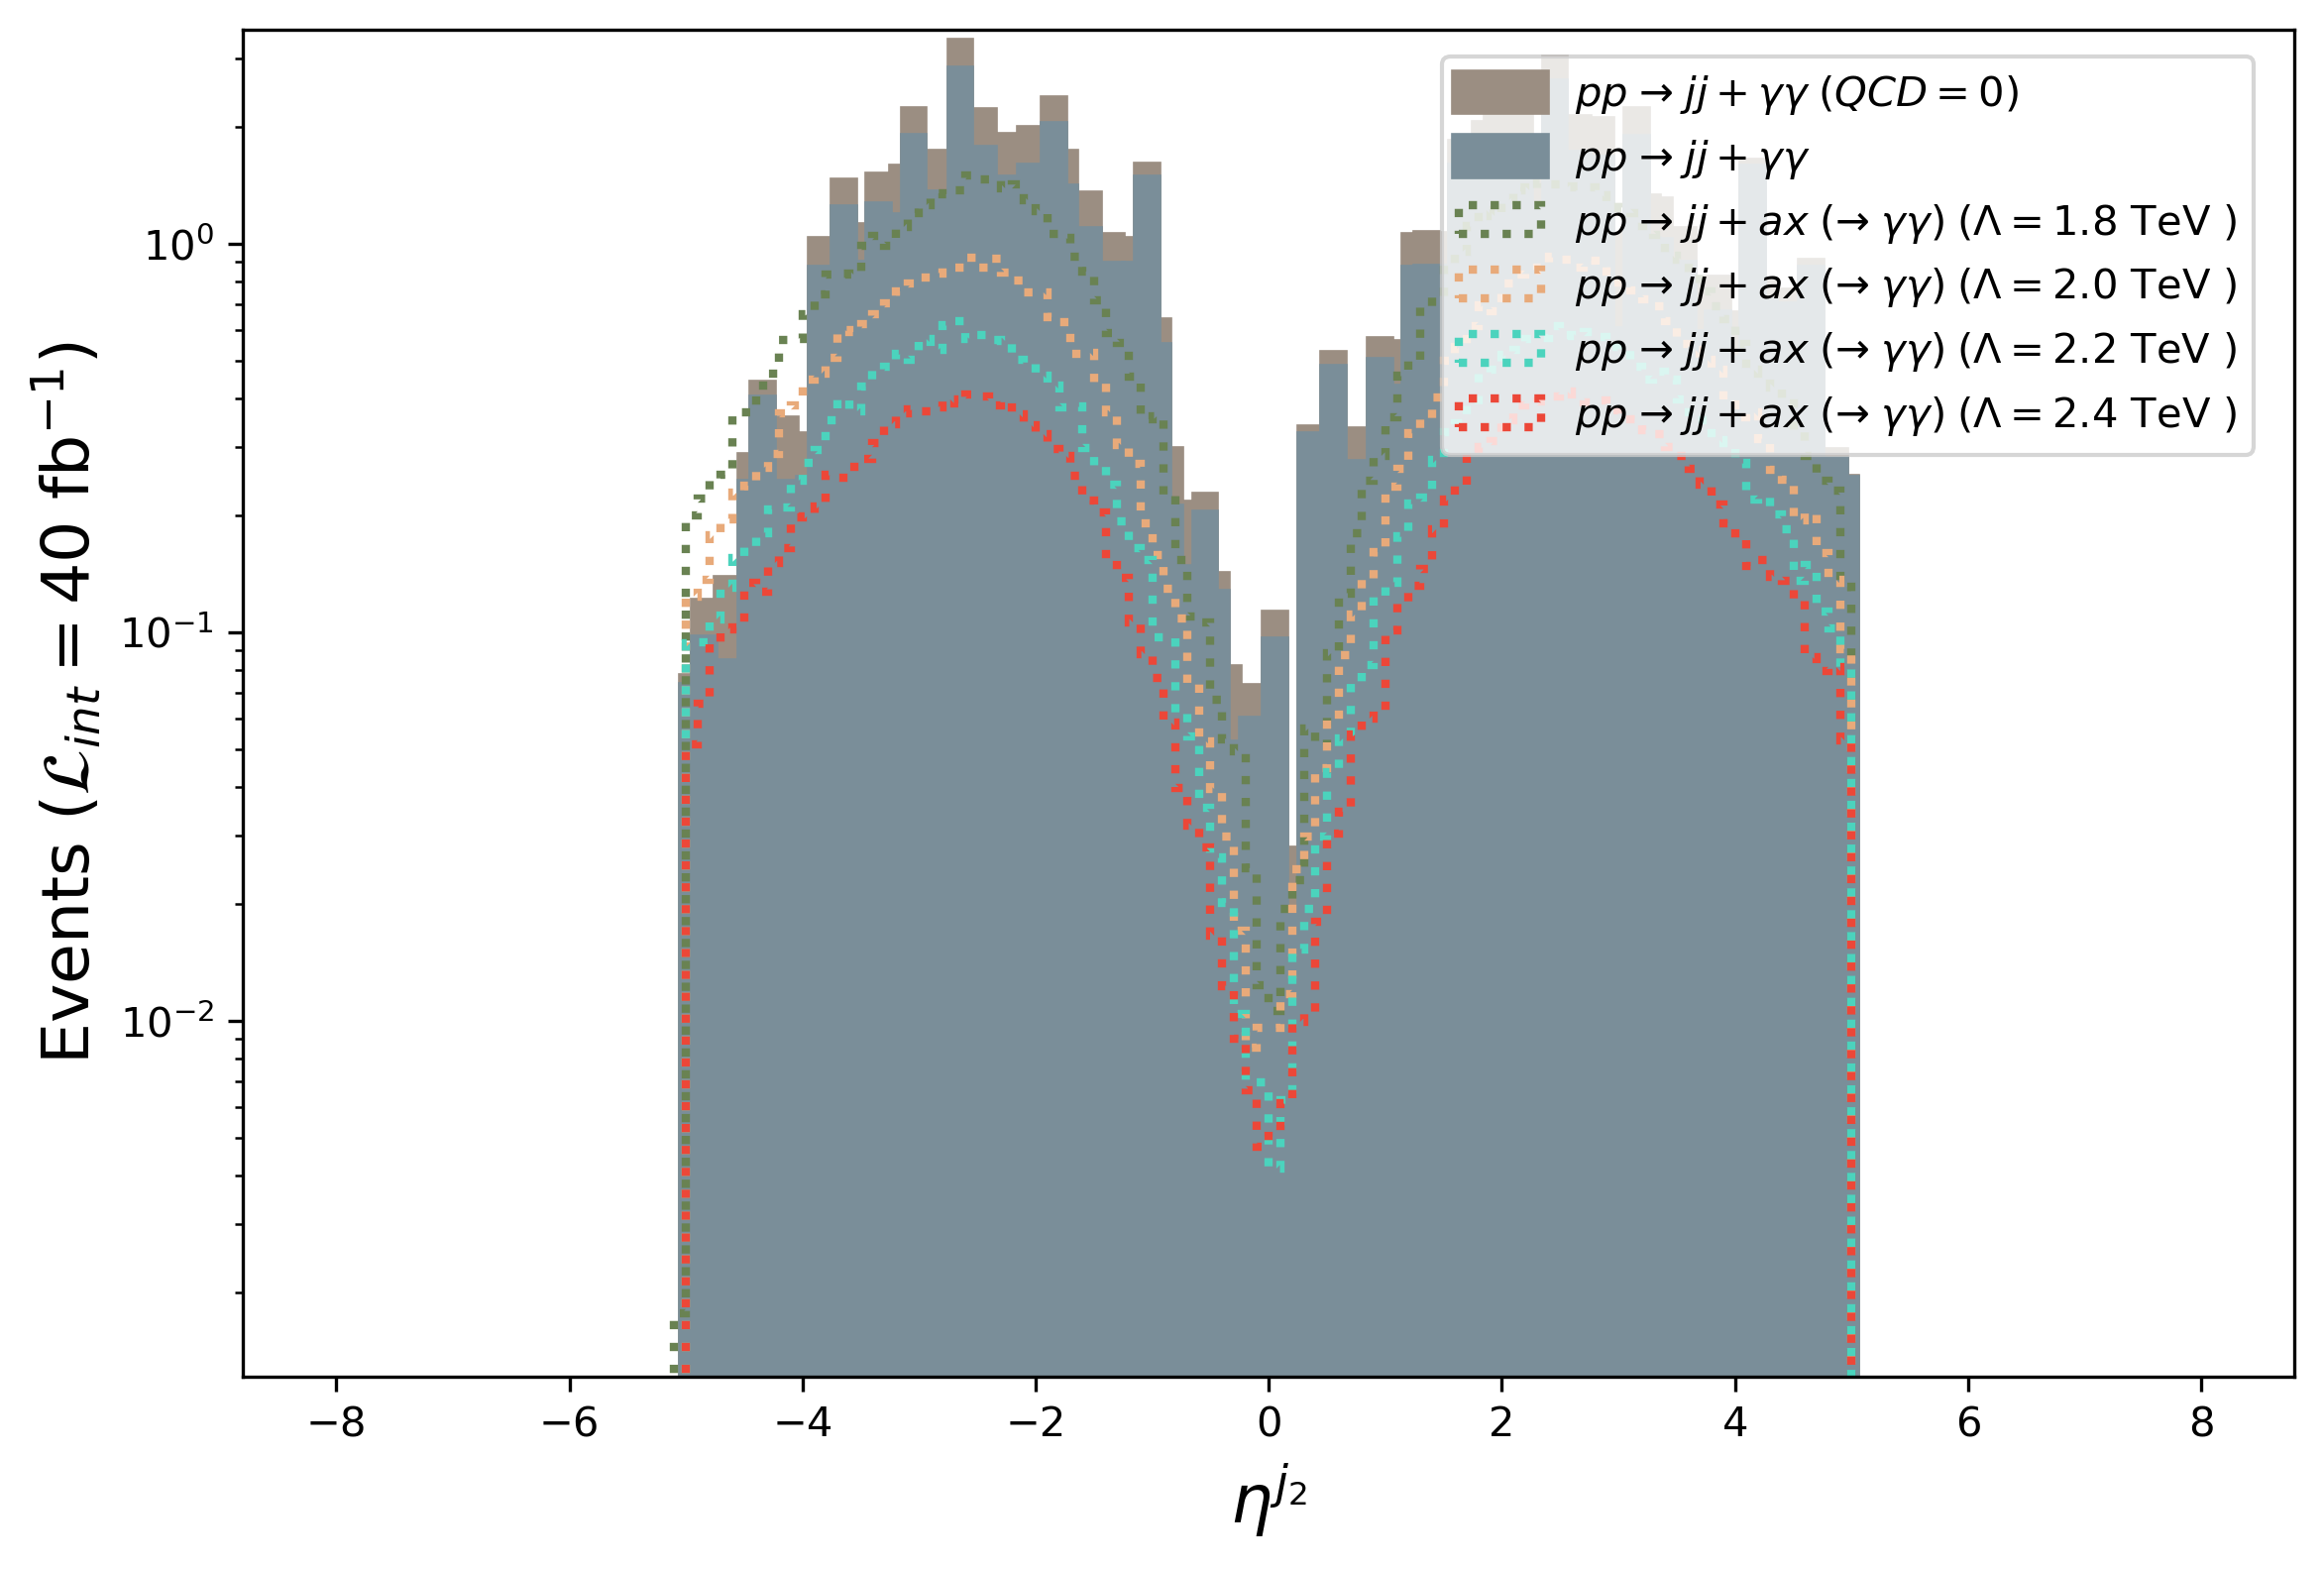 pp → jj + γγ (QCD = 0)
pp → jj + γγ
pp → jj + ax (→ γγ) (Λ = 1.8 TeV )
pp → jj + ax (→ γγ) (Λ = 2.0 TeV )
pp → jj + ax (→ γγ) (Λ = 2.2 TeV )
pp → jj + ax (→ γγ) (Λ = 2.4 TeV )
Events (ℒ_int = 40 fb⁻¹)
10⁰
10⁻¹
10⁻²
−8 −6 −4 −2 0 2 4 6 8
η^{j₂}